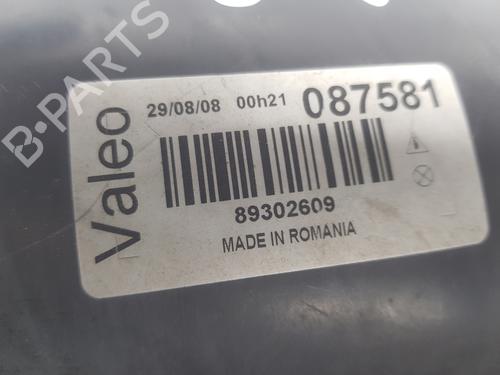 29/08/08 00h21 087581
Valeo
89302609
MADE IN ROMANIA
B-PARTS